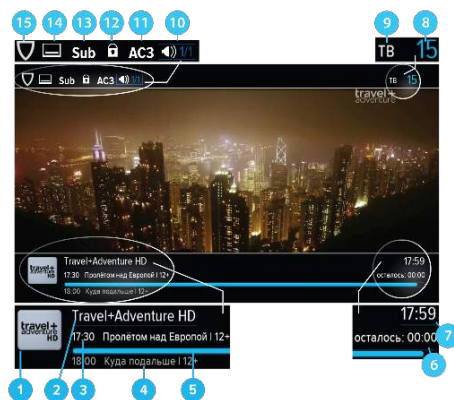 15 14 13 12 11 10 9 8
Sub AC3 1/1 ТВ 15
Sub AC3 1/1 ТВ 15
travel+
adventure
travel+
adventure
HD
Travel+Adventure HD 17:59
17:30 Пролётом над Европой | 12+ осталось: 00:00
18:00 Куда подальше | 12+
travel+
adventure
HD
Travel+Adventure HD 17:59
17:30 Пролётом над Европой | 12+ осталось: 00:00
18:00 Куда подальше | 12+
7
6
1 2 3 4 5